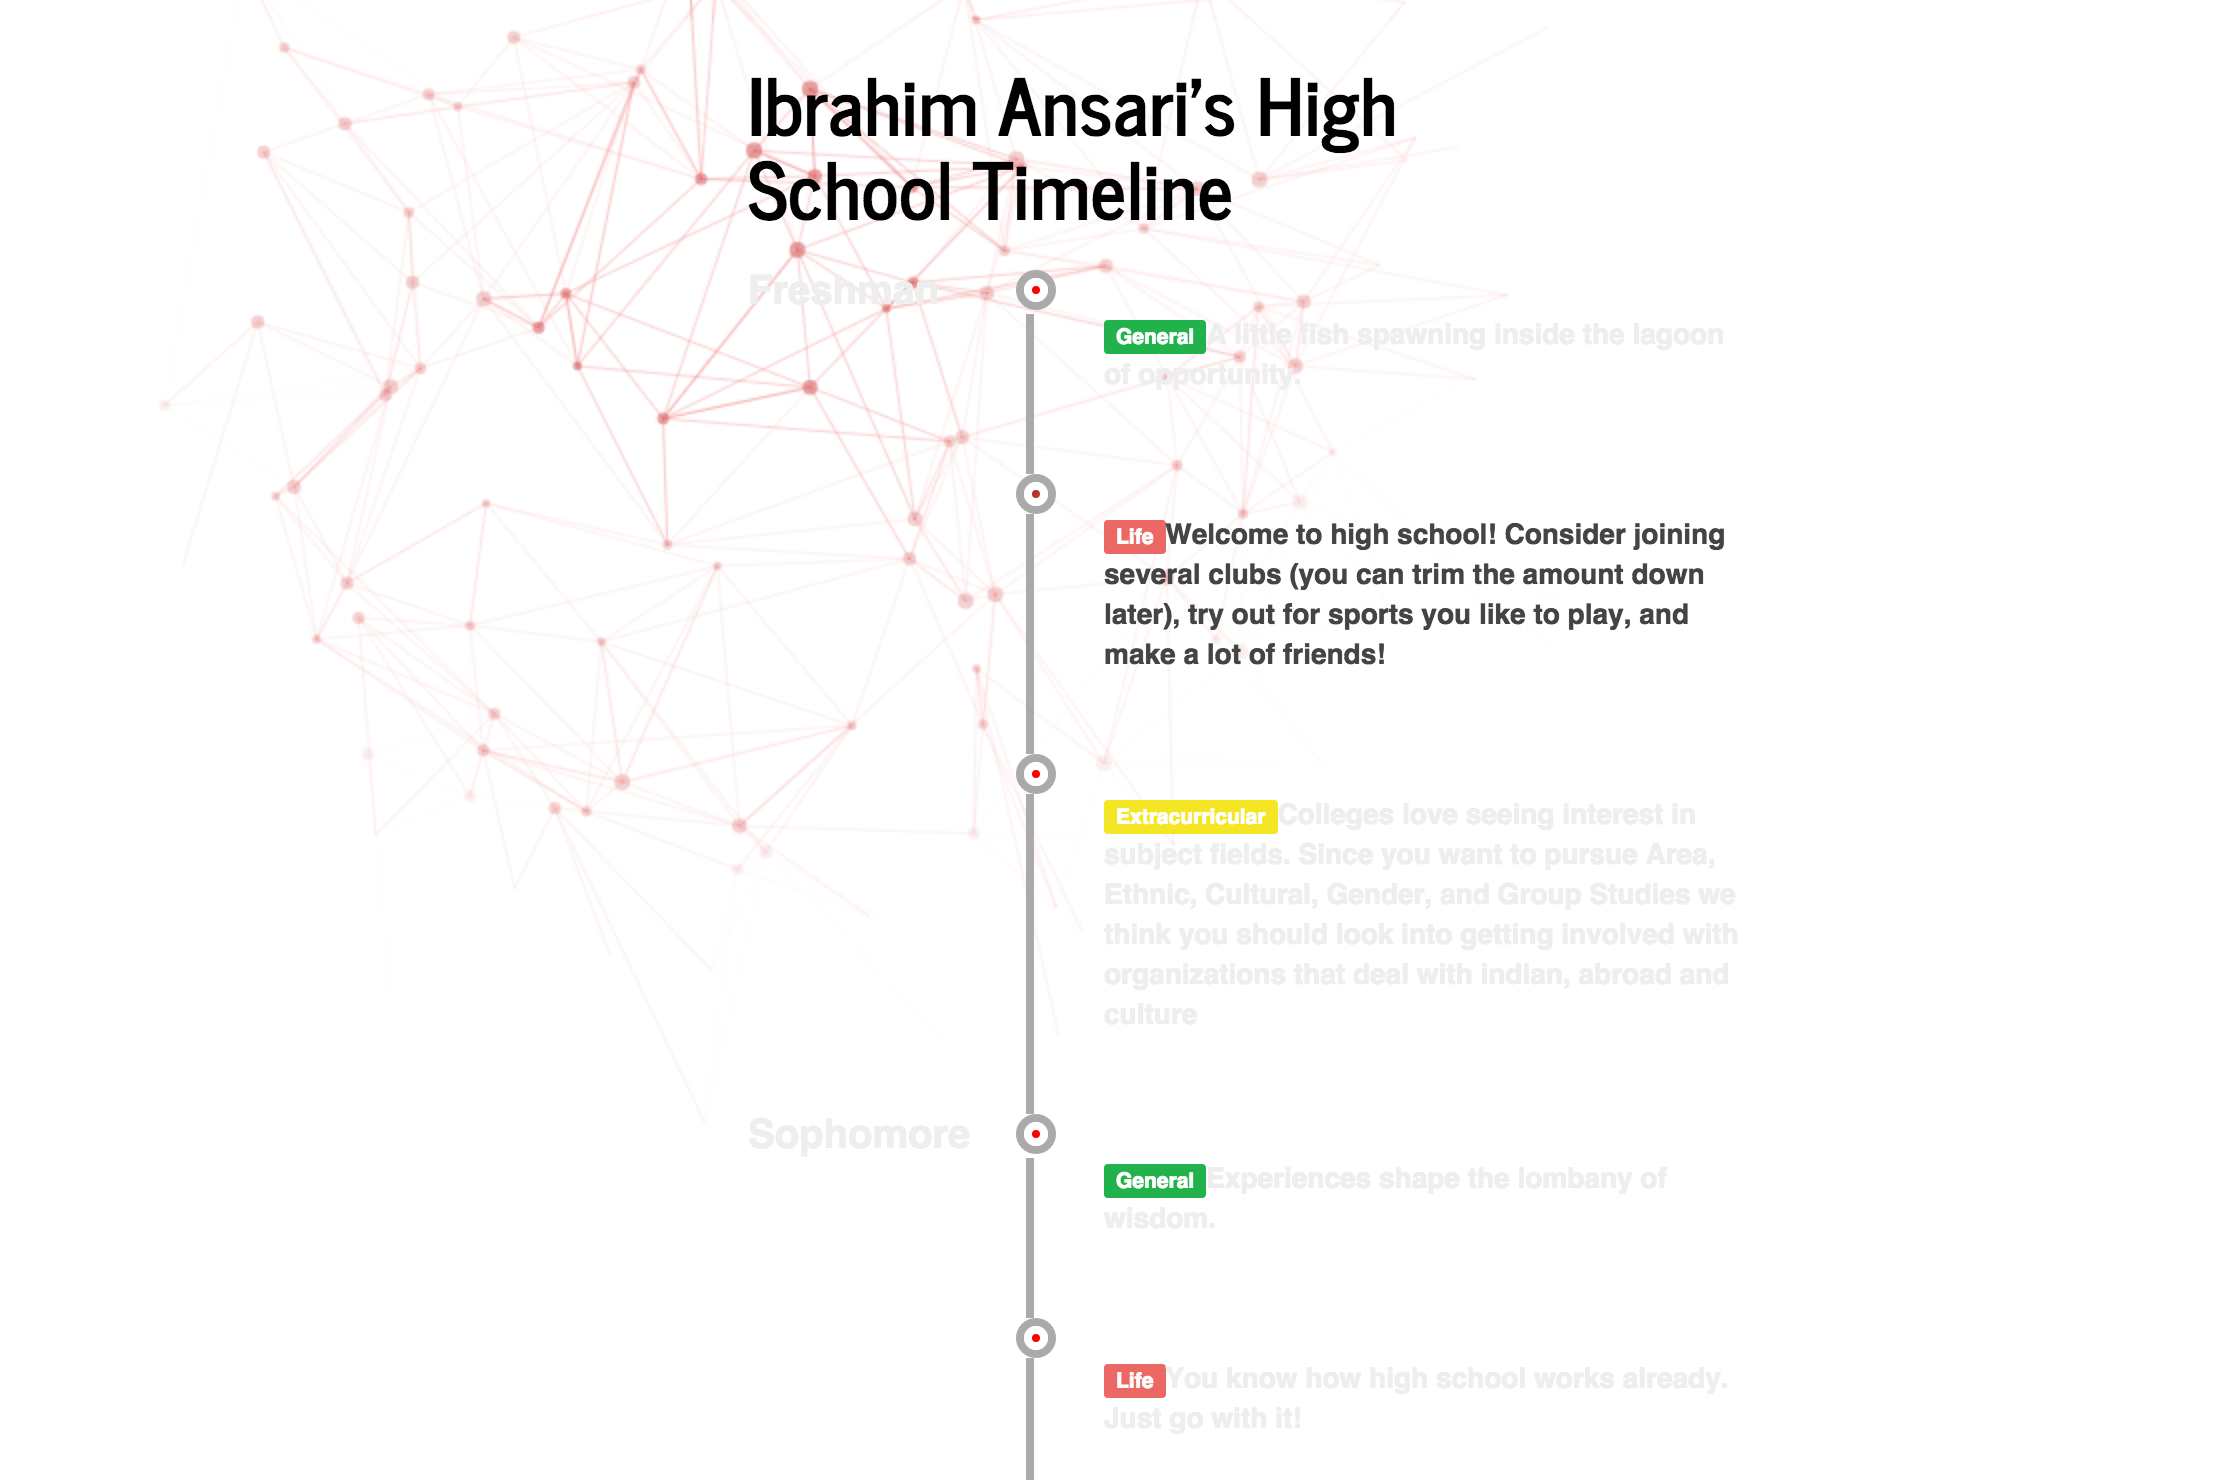 Ibrahim Ansari's High
School Timeline
Freshman
General A little fish spawning inside the lagoon
of opportunity.
Life Welcome to high school! Consider joining
several clubs (you can trim the amount down
later), try out for sports you like to play, and
make a lot of friends!
Extracurricular Colleges love seeing interest in
subject fields. Since you want to pursue Area,
Ethnic, Cultural, Gender, and Group Studies we
think you should look into getting involved with
organizations that deal with indian, abroad and
culture
Sophomore
General Experiences shape the lombany of
wisdom.
Life You know how high school works already.
Just go with it!